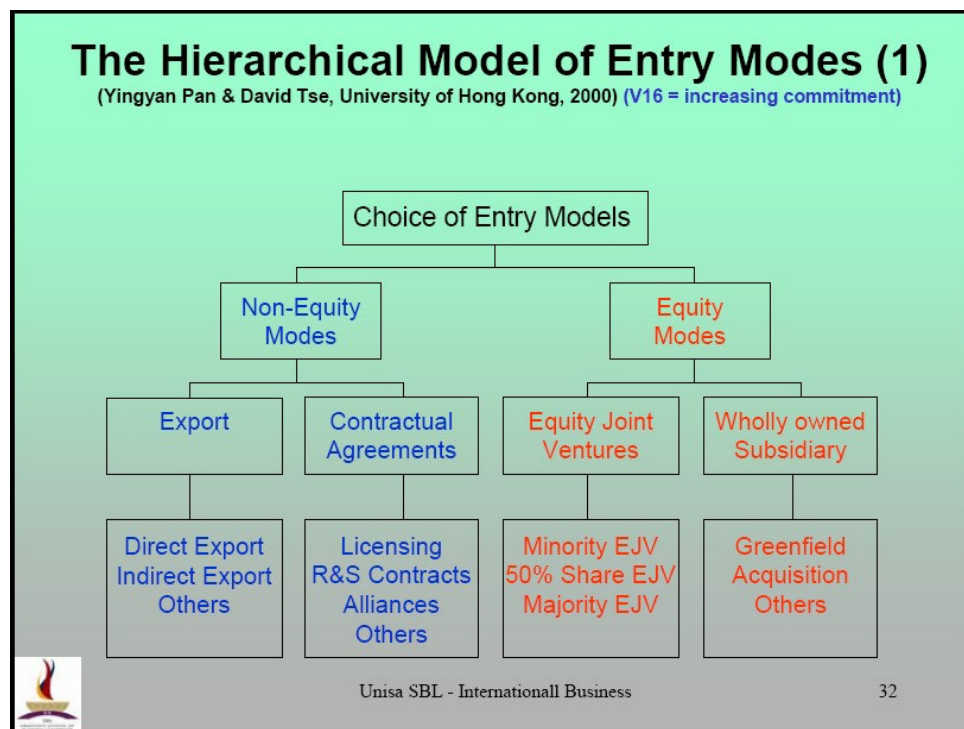 The Hierarchical Model of Entry Modes (1)
(Yingyan Pan & David Tse, University of Hong Kong, 2000) (V16 = increasing commitment)
Choice of Entry Models
Non-Equity
Modes
Equity
Modes
Export
Contractual
Agreements
Equity Joint
Ventures
Wholly owned
Subsidiary
Direct Export
Indirect Export
Others
Licensing
R&S Contracts
Alliances
Others
Minority EJV
50% Share EJV
Majority EJV
Greenfield
Acquisition
Others
SBL
Unisa SBL - Internationall Business
32